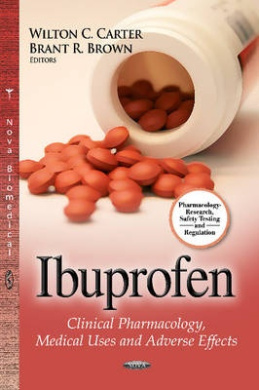 Wilton C. Carter
Brant R. Brown
Editors
Nova Biomedical
Pharmacology-
Research,
Safety Testing
and
Regulation
Ibuprofen
Clinical Pharmacology,
Medical Uses and Adverse Effects
NOVA